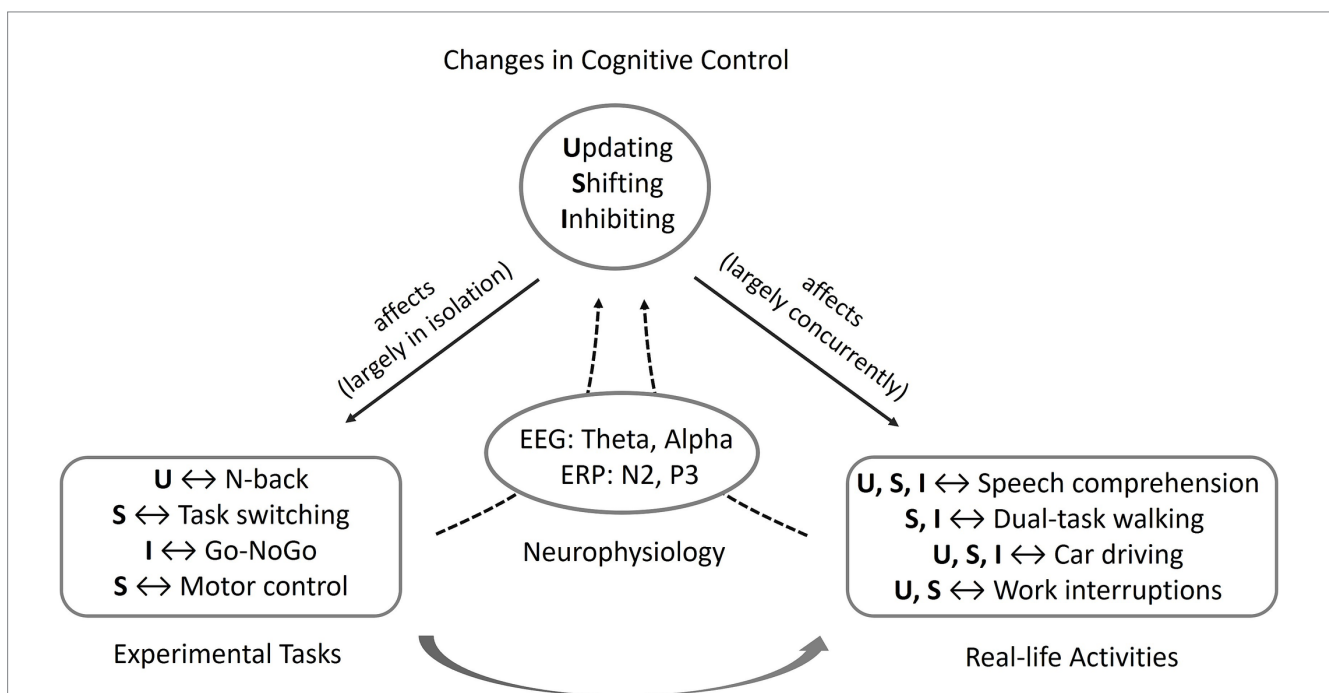 Changes in Cognitive Control
Updating
Shifting
Inhibiting
affects
(largely in isolation)
affects
(largely concurrently)
EEG: Theta, Alpha
ERP: N2, P3
Neurophysiology
U ↔ N-back
S ↔ Task switching
I ↔ Go-NoGo
S ↔ Motor control
Experimental Tasks
U, S, I ↔ Speech comprehension
S, I ↔ Dual-task walking
U, S, I ↔ Car driving
U, S ↔ Work interruptions
Real-life Activities